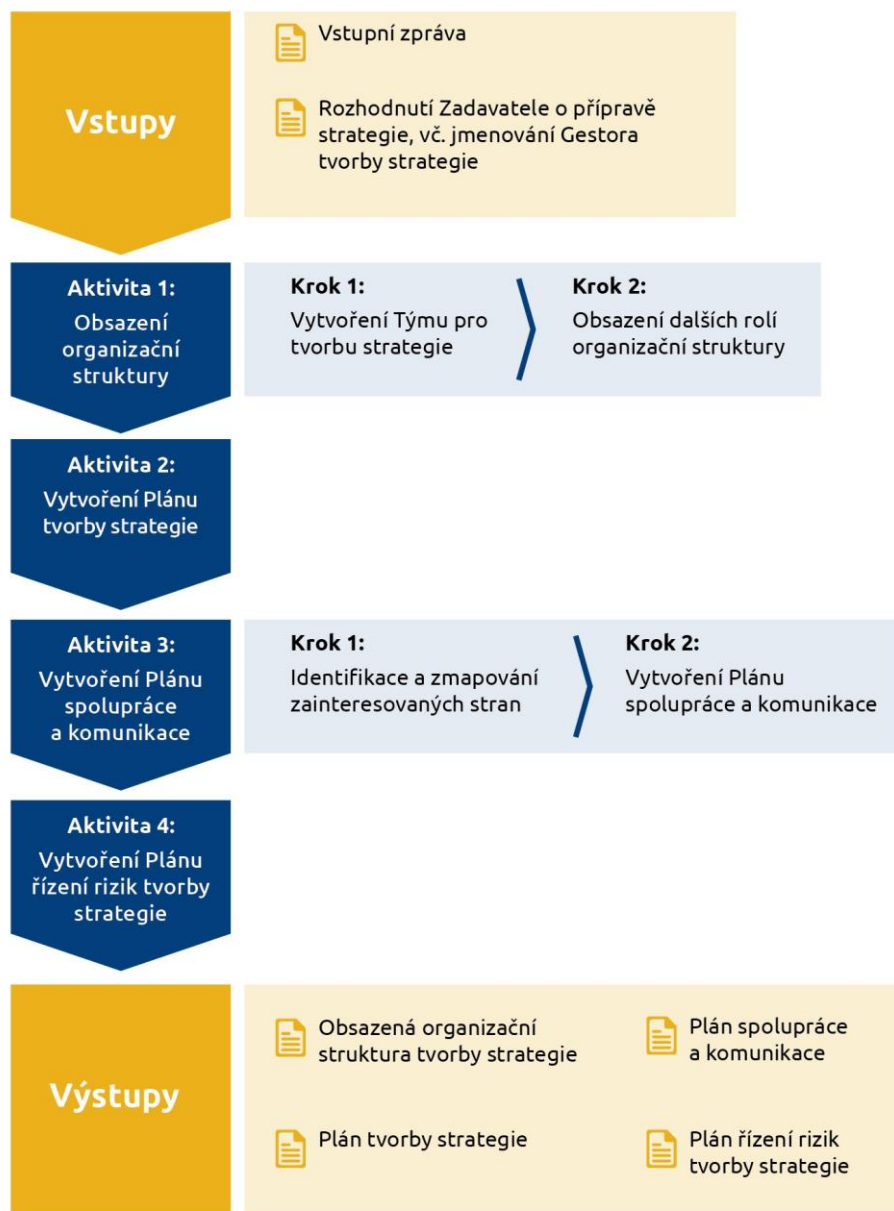 Vstupy
Vstupní zpráva
Rozhodnutí Zadavatele o přípravě
strategie, vč. jmenování Gestora
tvorby strategie
Aktivita 1:
Obsazení
organizační
struktury
Krok 1:
Vytvoření Týmu pro
tvorbu strategie
Krok 2:
Obsazení dalších rolí
organizační struktury
Aktivita 2:
Vytvoření Plánu
tvorby strategie
Aktivita 3:
Vytvoření Plánu
spolupráce
a komunikace
Krok 1:
Identifikace a zmapování
zainteresovaných stran
Krok 2:
Vytvoření Plánu
spolupráce a komunikace
Aktivita 4:
Vytvoření Plánu
řízení rizik tvorby
strategie
Výstupy
Obsazená organizační
struktura tvorby strategie
Plán spolupráce
a komunikace
Plán tvorby strategie
Plán řízení rizik
tvorby strategie